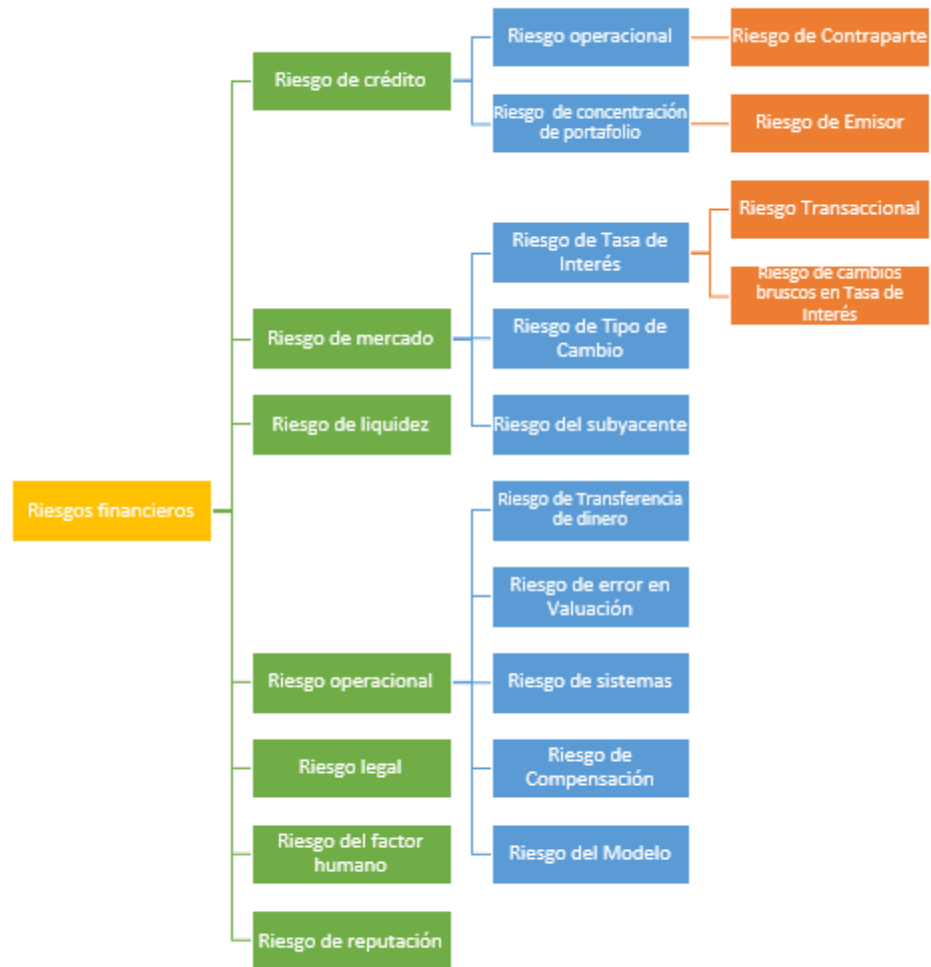 Riesgo operacional
Riesgo de Contraparte
Riesgo de crédito
Riesgo de concentración
de portafolio
Riesgo de Emisor
Riesgo Transaccional
Riesgo de Tasa de
Interés
Riesgo de cambios
bruscos en Tasa de
Interés
Riesgo de mercado
Riesgo de Tipo de
Cambio
Riesgo de liquidez
Riesgo del subyacente
Riesgos financieros
Riesgo de Transferencia
de dinero
Riesgo de error en
Valuación
Riesgo operacional
Riesgo de sistemas
Riesgo legal
Riesgo de
Compensación
Riesgo del factor
humano
Riesgo del Modelo
Riesgo de reputación